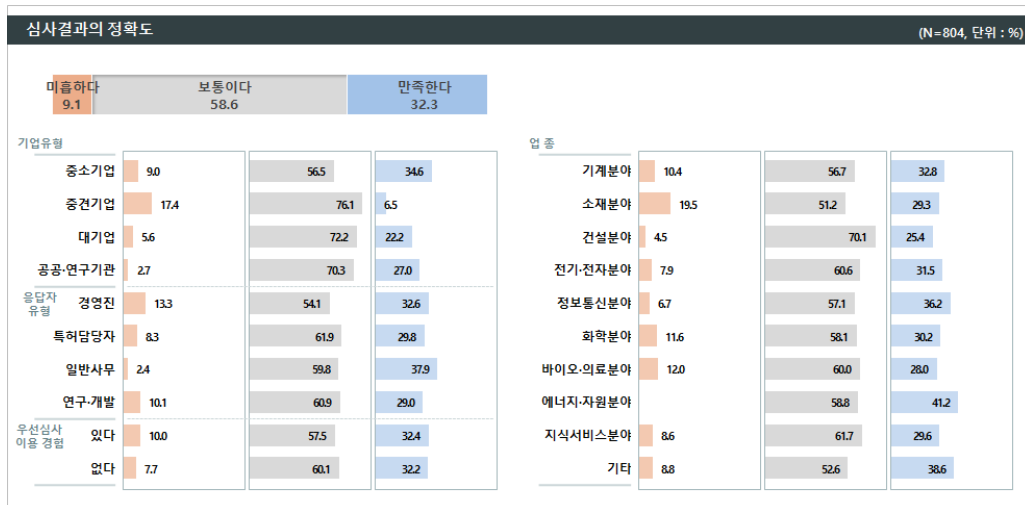 심사결과의 정확도 (N=804, 단위 : %)
미흡하다 보통이다 만족한다
9.1 58.6 32.3
기업유형
중소기업 9.0 56.5 34.6
중견기업 17.4 76.1 6.5
대기업 5.6 72.2 22.2
공공·연구기관 2.7 70.3 27.0
응답자
유형
경영진 13.3 54.1 32.6
특허담당자 8.3 61.9 29.8
일반사무 2.4 59.8 37.9
연구·개발 10.1 60.9 29.0
우선심사
이용 경험
있다 10.0 57.5 32.4
없다 7.7 60.1 32.2
업 종
기계분야 10.4 56.7 32.8
소재분야 19.5 51.2 29.3
건설분야 4.5 70.1 25.4
전기·전자분야 7.9 60.6 31.5
정보통신분야 6.7 57.1 36.2
화학분야 11.6 58.1 30.2
바이오·의료분야 12.0 60.0 28.0
에너지·자원분야 58.8 41.2
지식서비스분야 8.6 61.7 29.6
기타 8.8 52.6 38.6